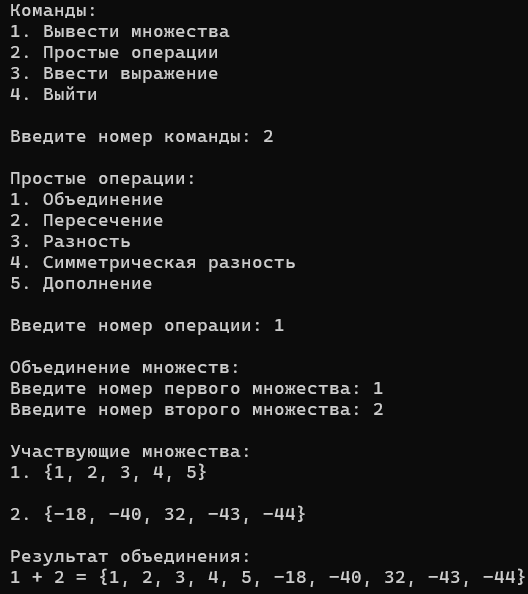 Команды:
1. Вывести множества
2. Простые операции
3. Ввести выражение
4. Выйти
Введите номер команды: 2
Простые операции:
1. Объединение
2. Пересечение
3. Разность
4. Симметрическая разность
5. Дополнение
Введите номер операции: 1
Объединение множеств:
Введите номер первого множества: 1
Введите номер второго множества: 2
Участвующие множества:
1. {1, 2, 3, 4, 5}
2. {-18, -40, 32, -43, -44}
Результат объединения:
1 + 2 = {1, 2, 3, 4, 5, -18, -40, 32, -43, -44}